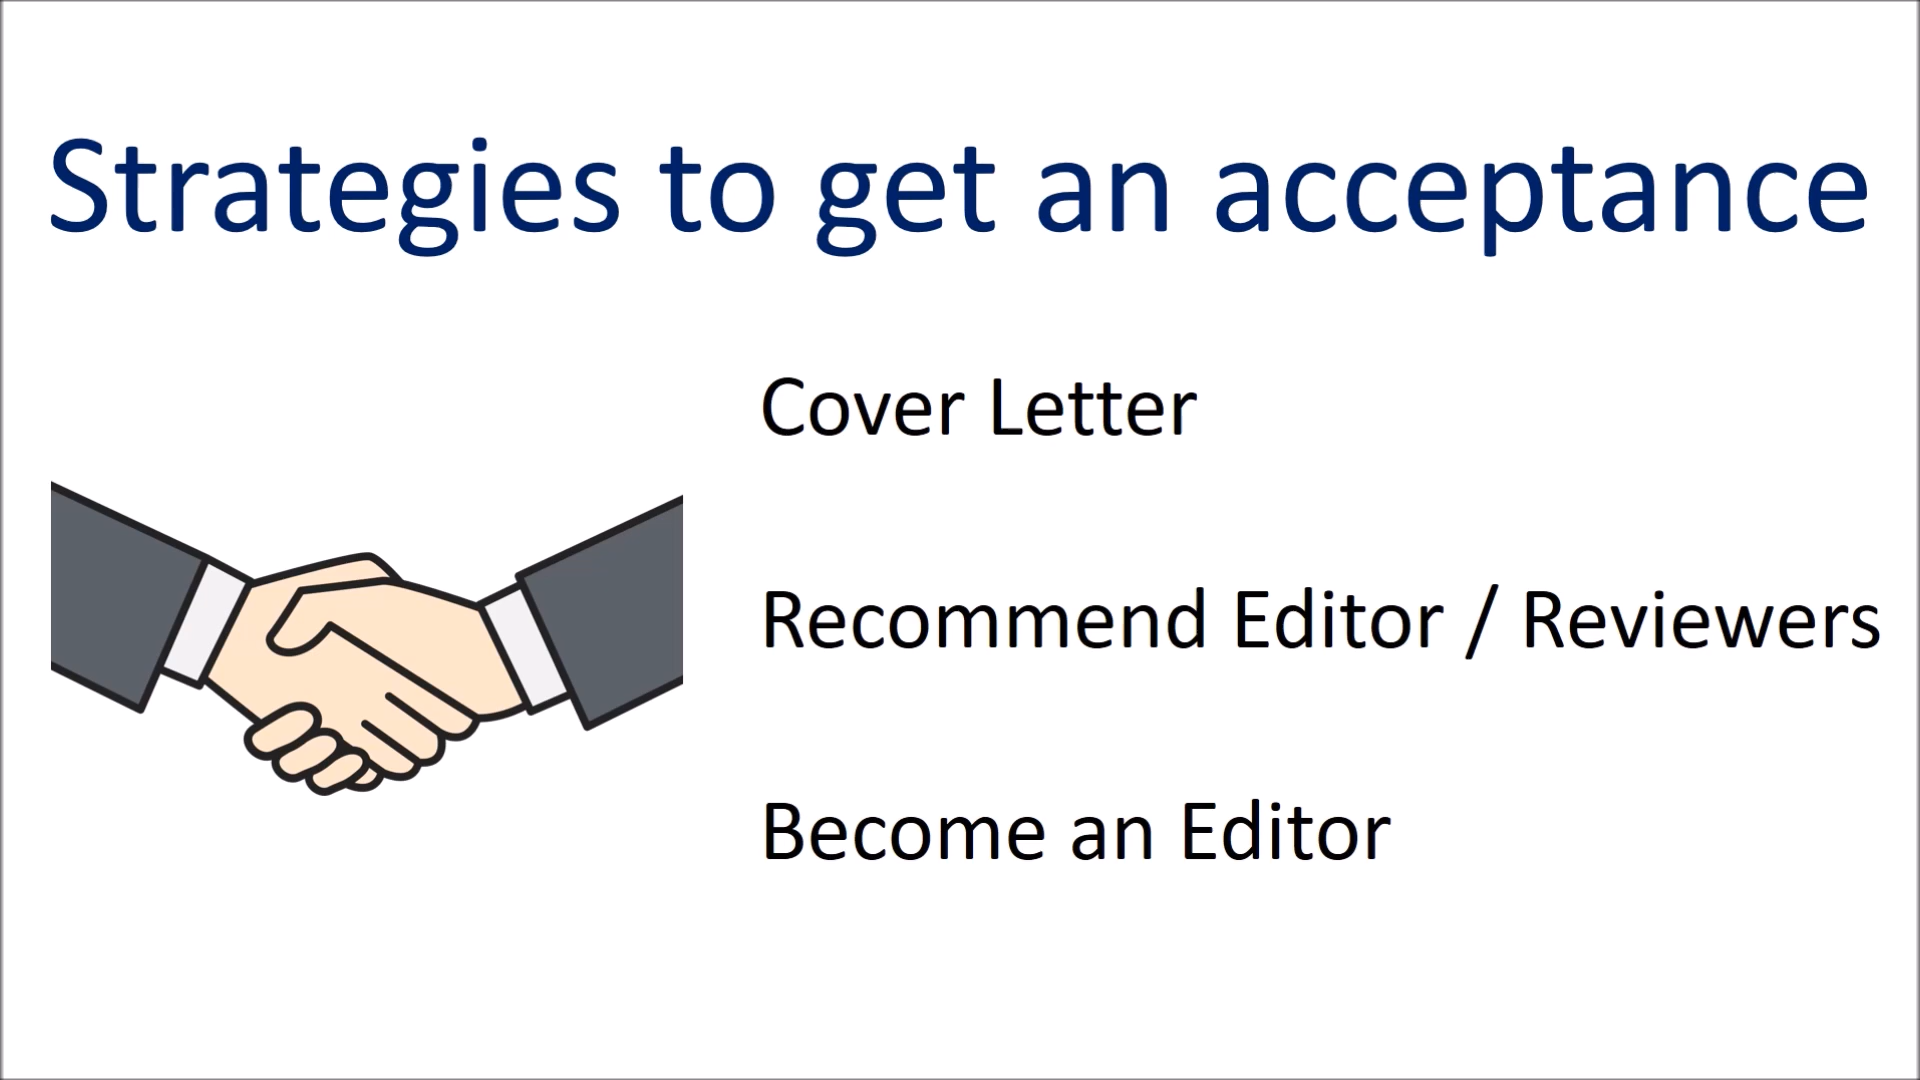 Strategies to get an acceptance
Cover Letter
Recommend Editor / Reviewers
Become an Editor